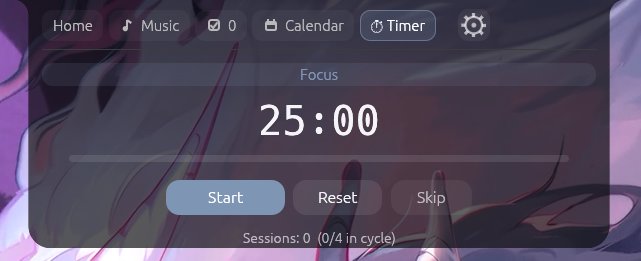 Home Music 0 Calendar Timer
Focus
25:00
Start Reset Skip
Sessions: 0 (0/4 in cycle)